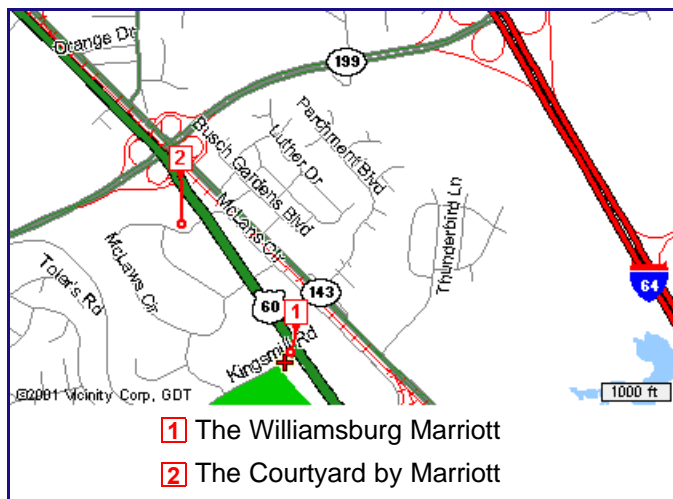 Orange Dr
199
Parchment Blvd
Luther Dr
Busch Gardens Blvd
2
McLaws Cir
Thunderbird Ln
McLaws Cir
Toler's Rd
64
143
60
1
Kingsmill Rd
©2001 Vicinity Corp, GDT
1000 ft
1 The Williamsburg Marriott
2 The Courtyard by Marriott